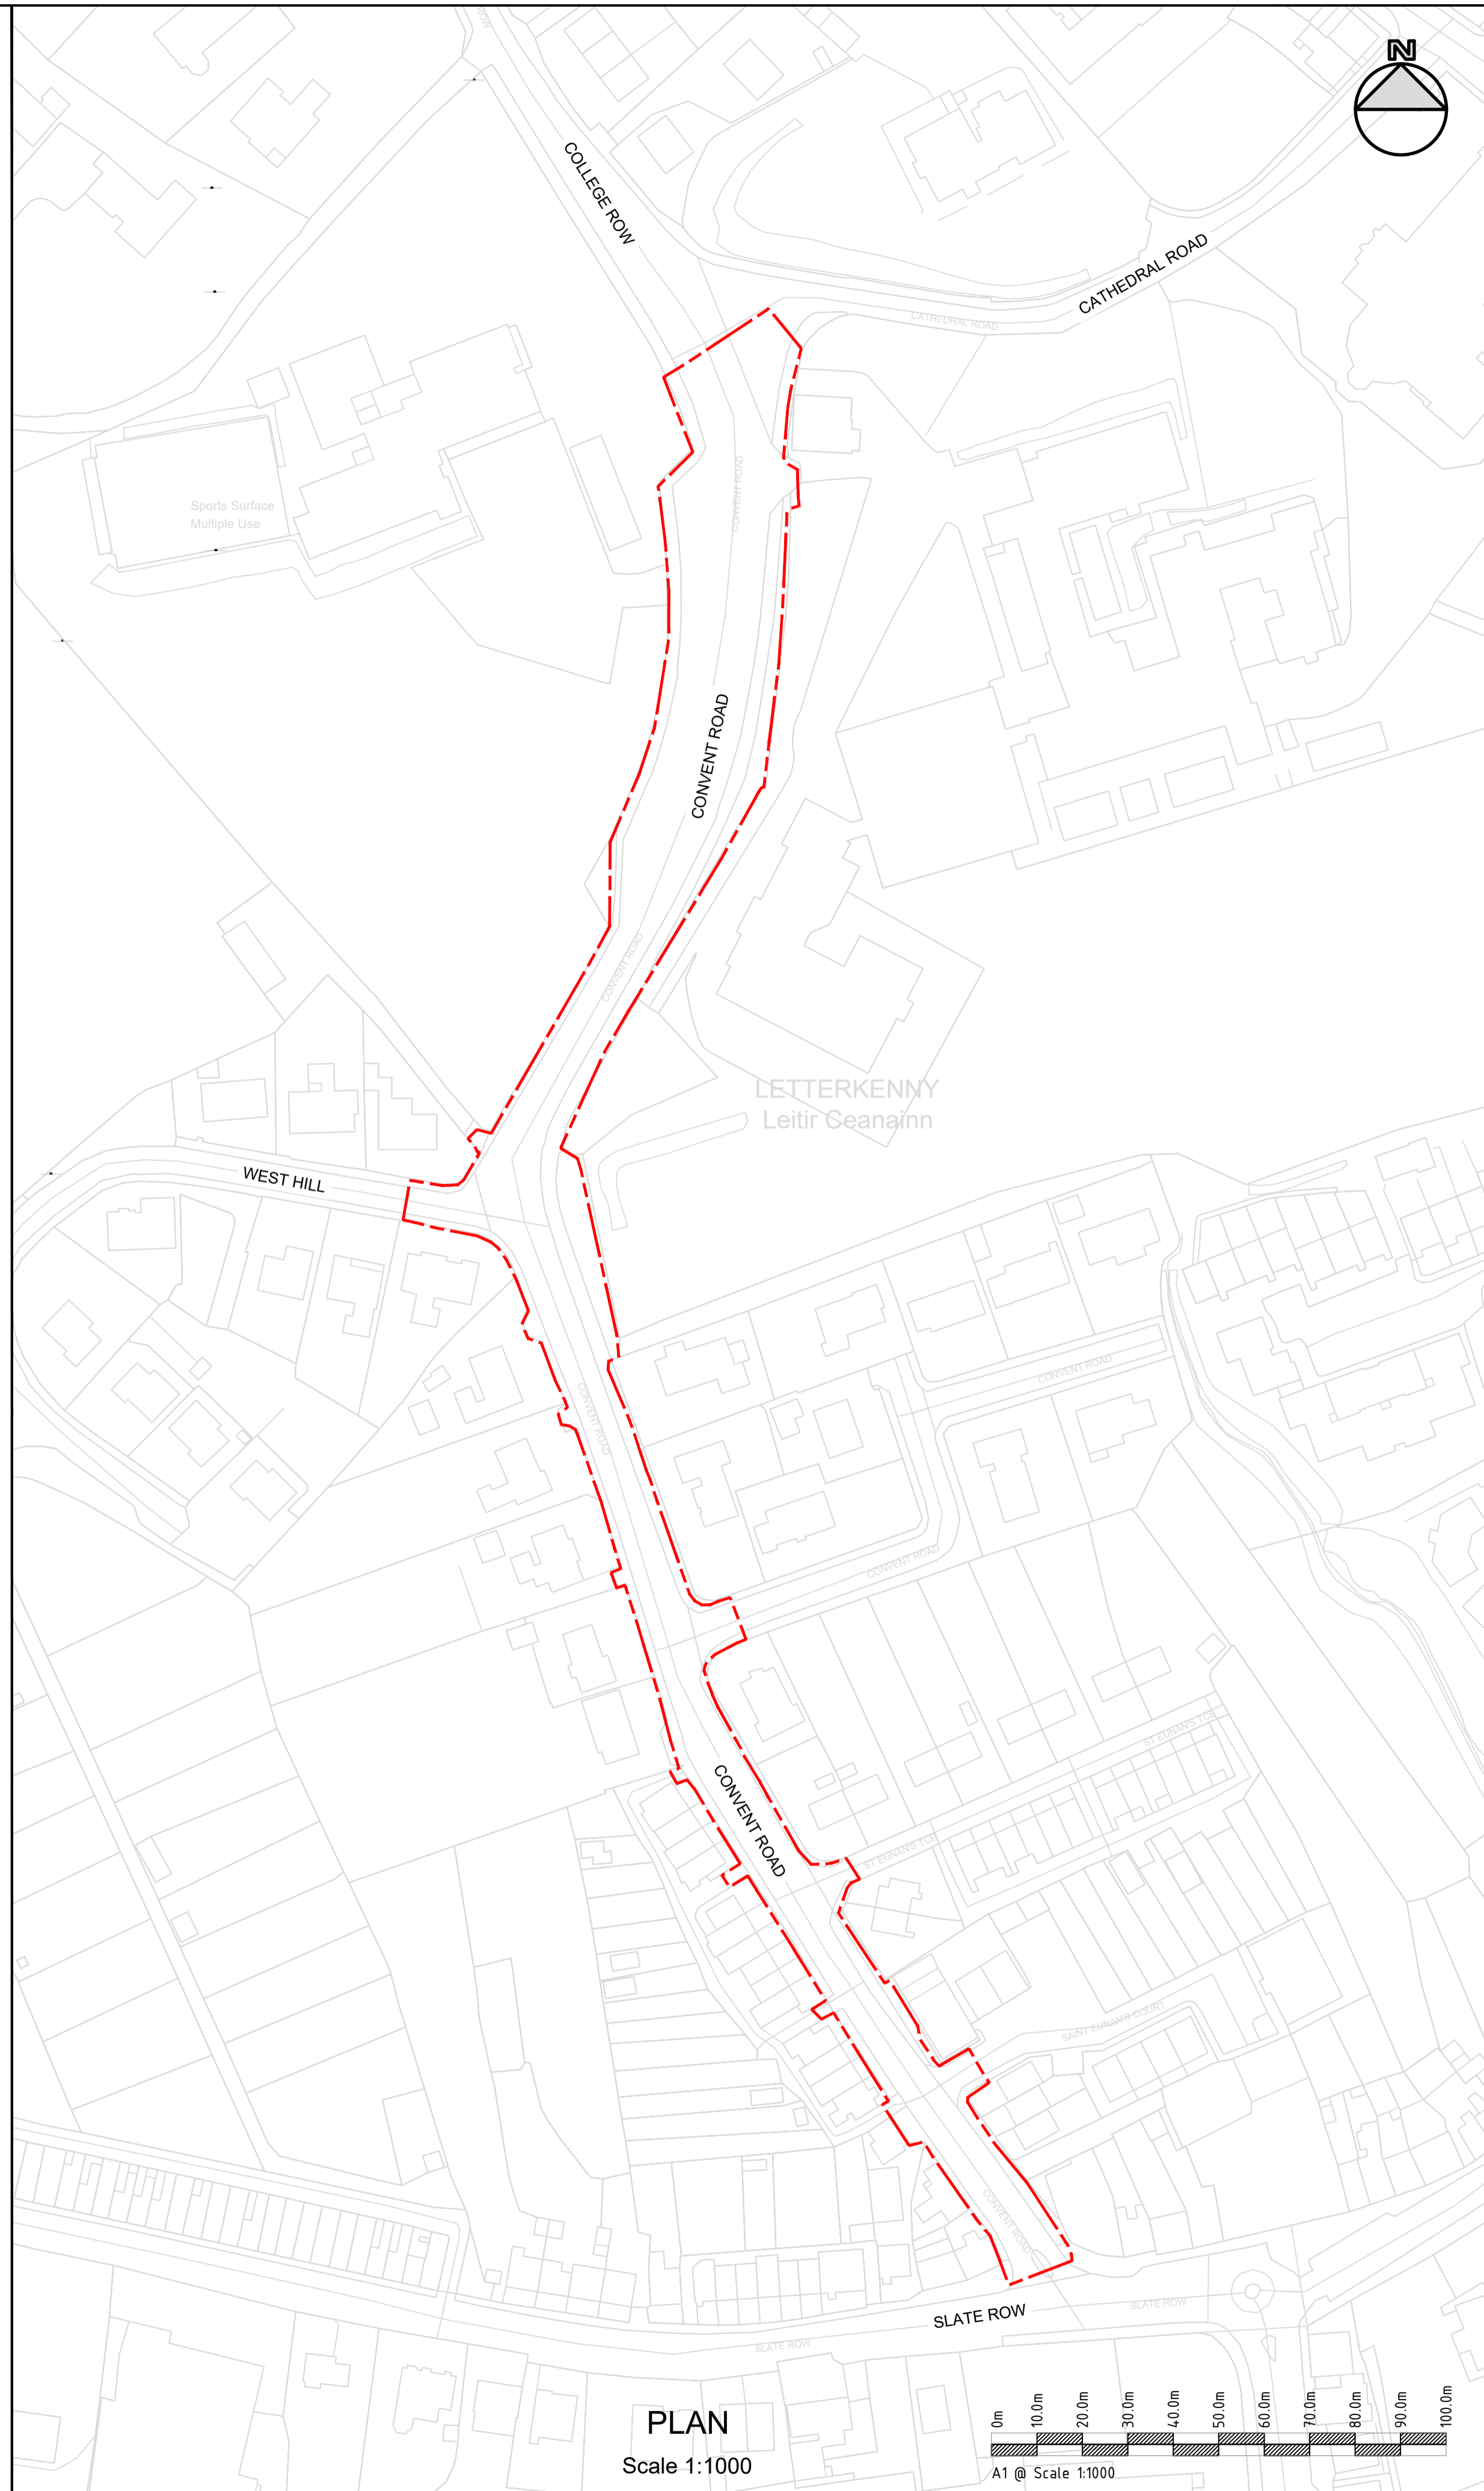 ROW
N
COLLEGE ROW
CATHEDRAL ROAD
CATHEDRAL ROAD
CONVENT ROAD
Sports Surface
Multiple Use
CONVENT ROAD
CONVENT ROAD
LETTERKENNY
Leitir Ceanainn
WEST HILL
CONVENT ROAD
CONVENT ROAD
CONVENT ROAD
ST EUNAN'S TCE
CONVENT ROAD
ST EUNAN'S TCE
SAINT EUNAN'S COURT
CONVENT ROAD
SLATE ROW
SLATE ROW
SLATE ROW
PLAN
Scale 1:1000
0m
10.0m
20.0m
30.0m
40.0m
50.0m
60.0m
70.0m
80.0m
90.0m
100.0m
A1 @ Scale 1:1000